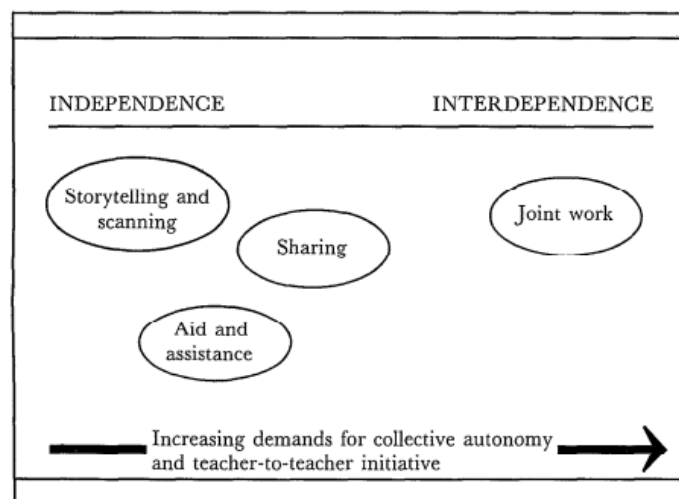 INDEPENDENCE
INTERDEPENDENCE
Storytelling and
scanning
Joint work
Sharing
Aid and
assistance
Increasing demands for collective autonomy
and teacher-to-teacher initiative